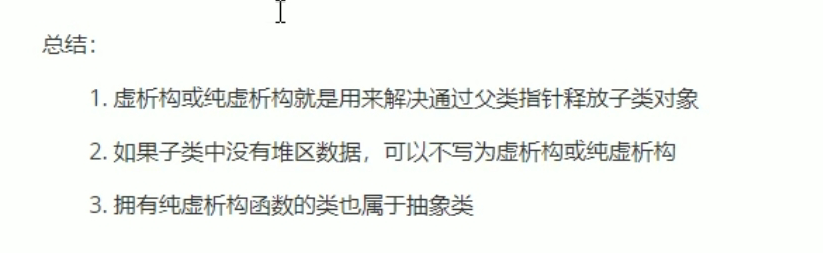 总结：
1. 虚析构或纯虚析构就是用来解决通过父类指针释放子类对象
2. 如果子类中没有堆区数据，可以不写为虚析构或纯虚析构
3. 拥有纯虚析构函数的类也属于抽象类